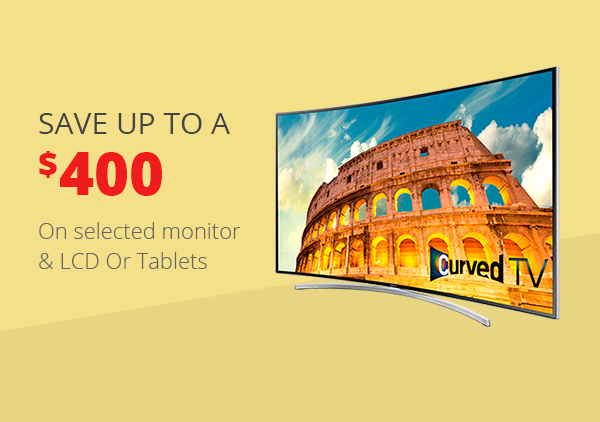 SAVE UP TO A
$400
On selected monitor
& LCD Or Tablets
Curved TV